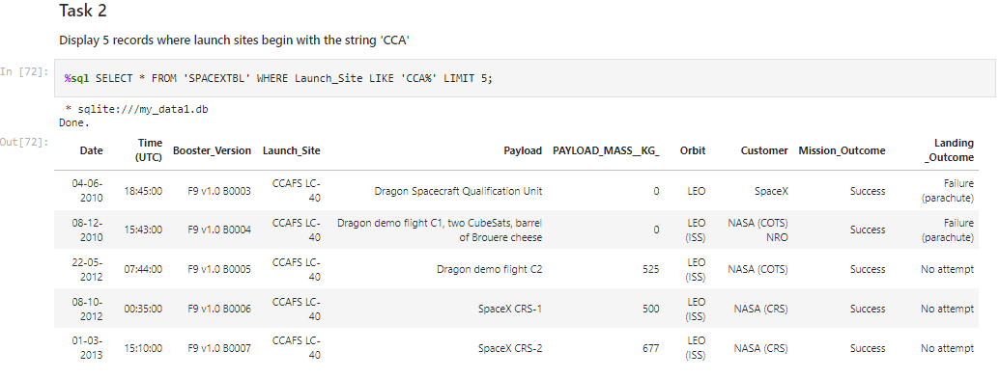 Task 2
Display 5 records where launch sites begin with the string 'CCA'
In [72]: %sql SELECT * FROM 'SPACEXTBL' WHERE Launch_Site LIKE 'CCA%' LIMIT 5;
* sqlite:///my_data1.db
Done.
Out[72]:
Date Time (UTC) Booster_Version Launch_Site Payload PAYLOAD_MASS__KG_ Orbit Customer Mission_Outcome Landing _Outcome
04-06-2010 18:45:00 F9 v1.0 B0003 CCAFS LC-40 Dragon Spacecraft Qualification Unit 0 LEO SpaceX Success Failure (parachute)
08-12-2010 15:43:00 F9 v1.0 B0004 CCAFS LC-40 Dragon demo flight C1, two CubeSats, barrel of Brouere cheese 0 LEO (ISS) NASA (COTS) NRO Success Failure (parachute)
22-05-2012 07:44:00 F9 v1.0 B0005 CCAFS LC-40 Dragon demo flight C2 525 LEO (ISS) NASA (COTS) Success No attempt
08-10-2012 00:35:00 F9 v1.0 B0006 CCAFS LC-40 SpaceX CRS-1 500 LEO (ISS) NASA (CRS) Success No attempt
01-03-2013 15:10:00 F9 v1.0 B0007 CCAFS LC-40 SpaceX CRS-2 677 LEO (ISS) NASA (CRS) Success No attempt